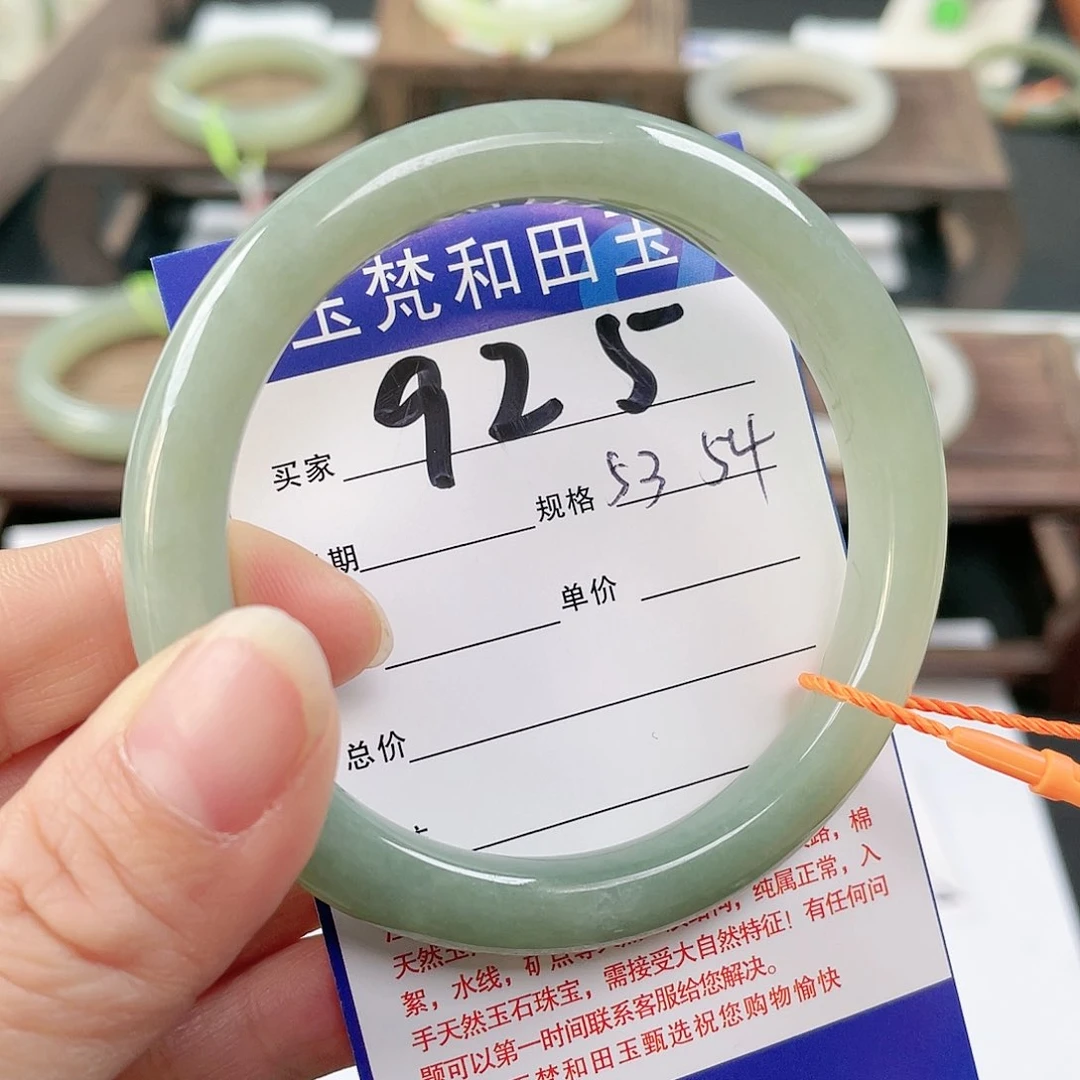 玉梵和田玉
925
买家
规格 53 54
期
单价
总价
路，棉
天然玉
纯属正常，入
絮，水线，矿点等天然
需接受大自然特征！有任何问
手天然玉石珠宝，
题可以第一时间联系客服给您解决。
梵和田玉甄选祝您购物愉快